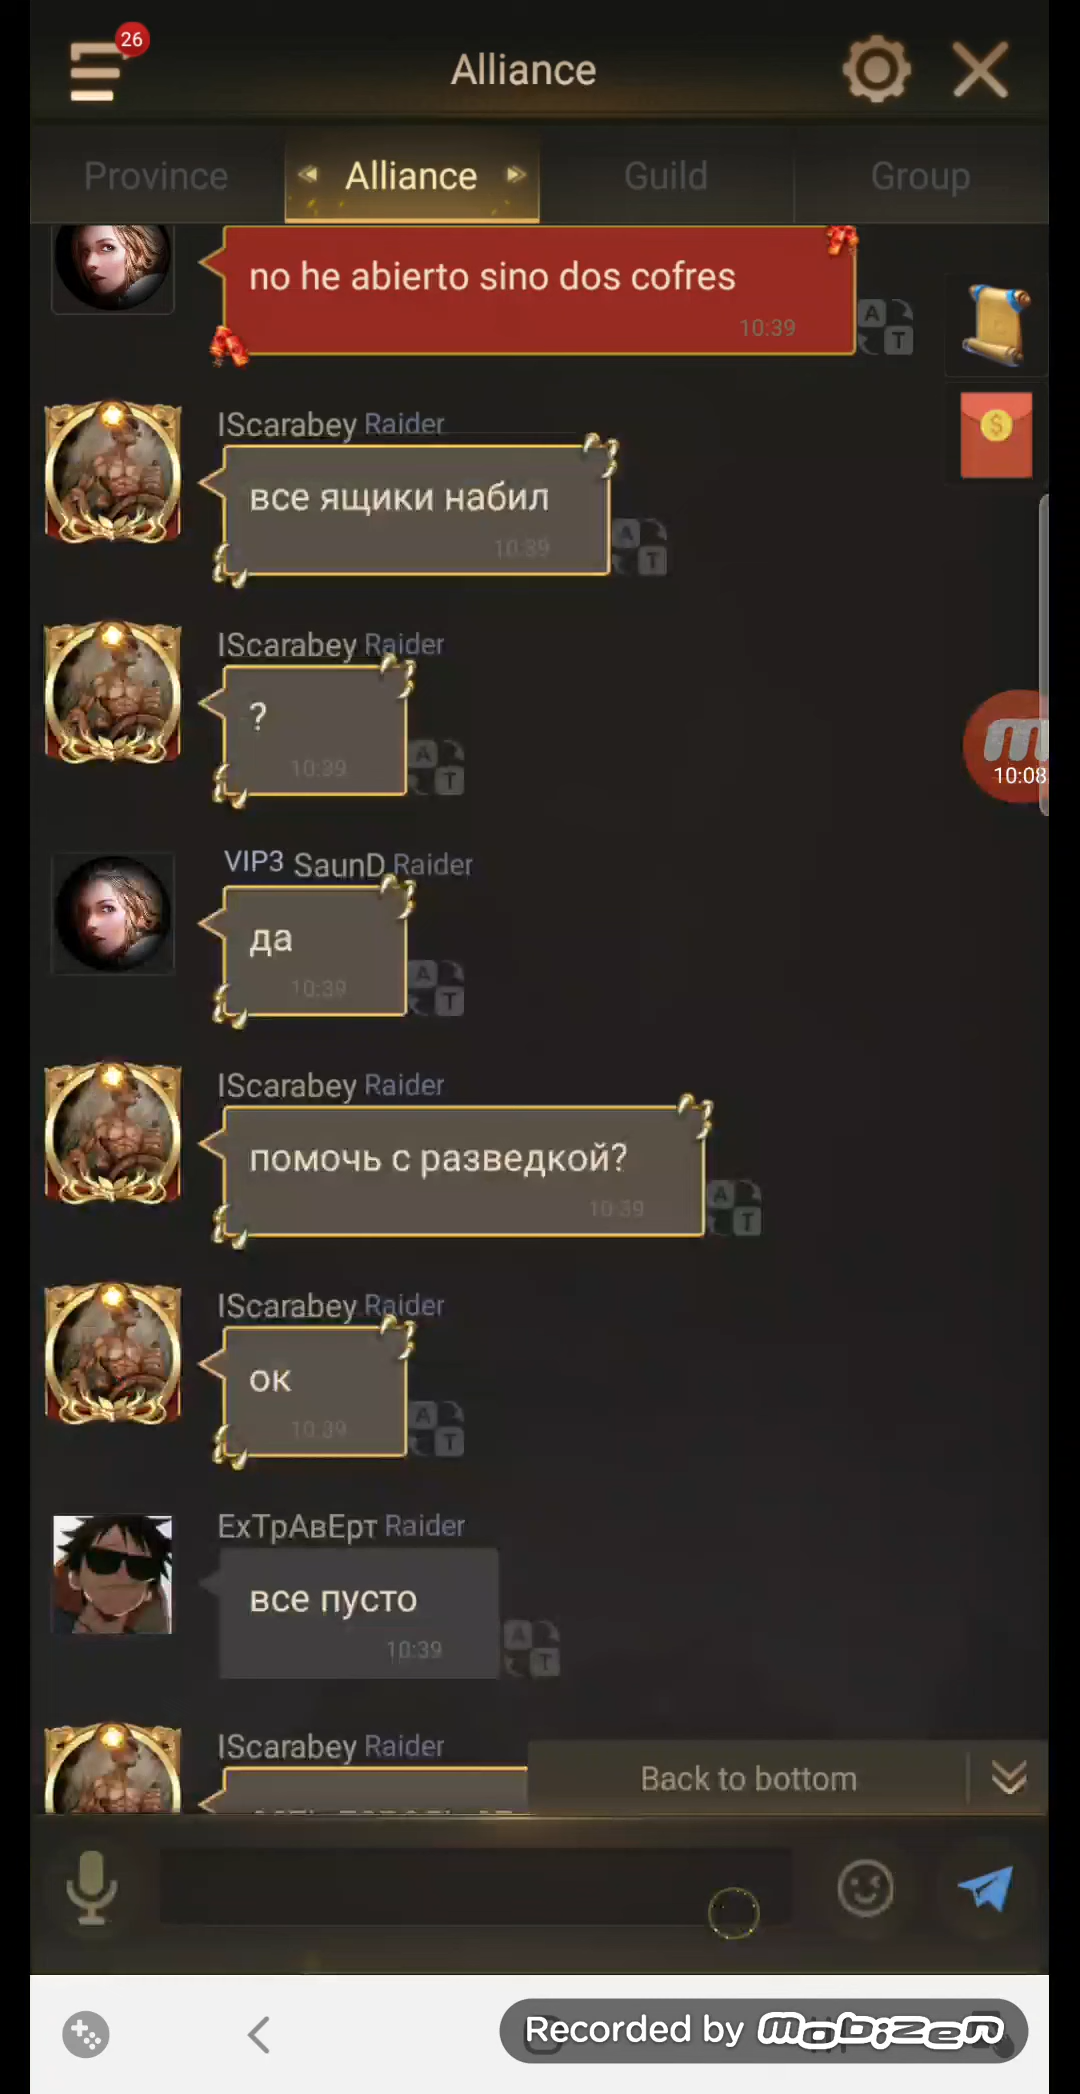 26
Alliance
Province
Alliance
Guild
Group
no he abierto sino dos cofres
10:39
IScarabey Raider
все ящики набил
10:39
IScarabey Raider
?
10:39
10:08
VIP3 SaunD Raider
да
10:39
IScarabey Raider
помочь с разведкой?
10:39
IScarabey Raider
ок
10:39
ЕхТрАвЕрт Raider
все пусто
10:39
IScarabey Raider
Back to bottom
Recorded by mobizen